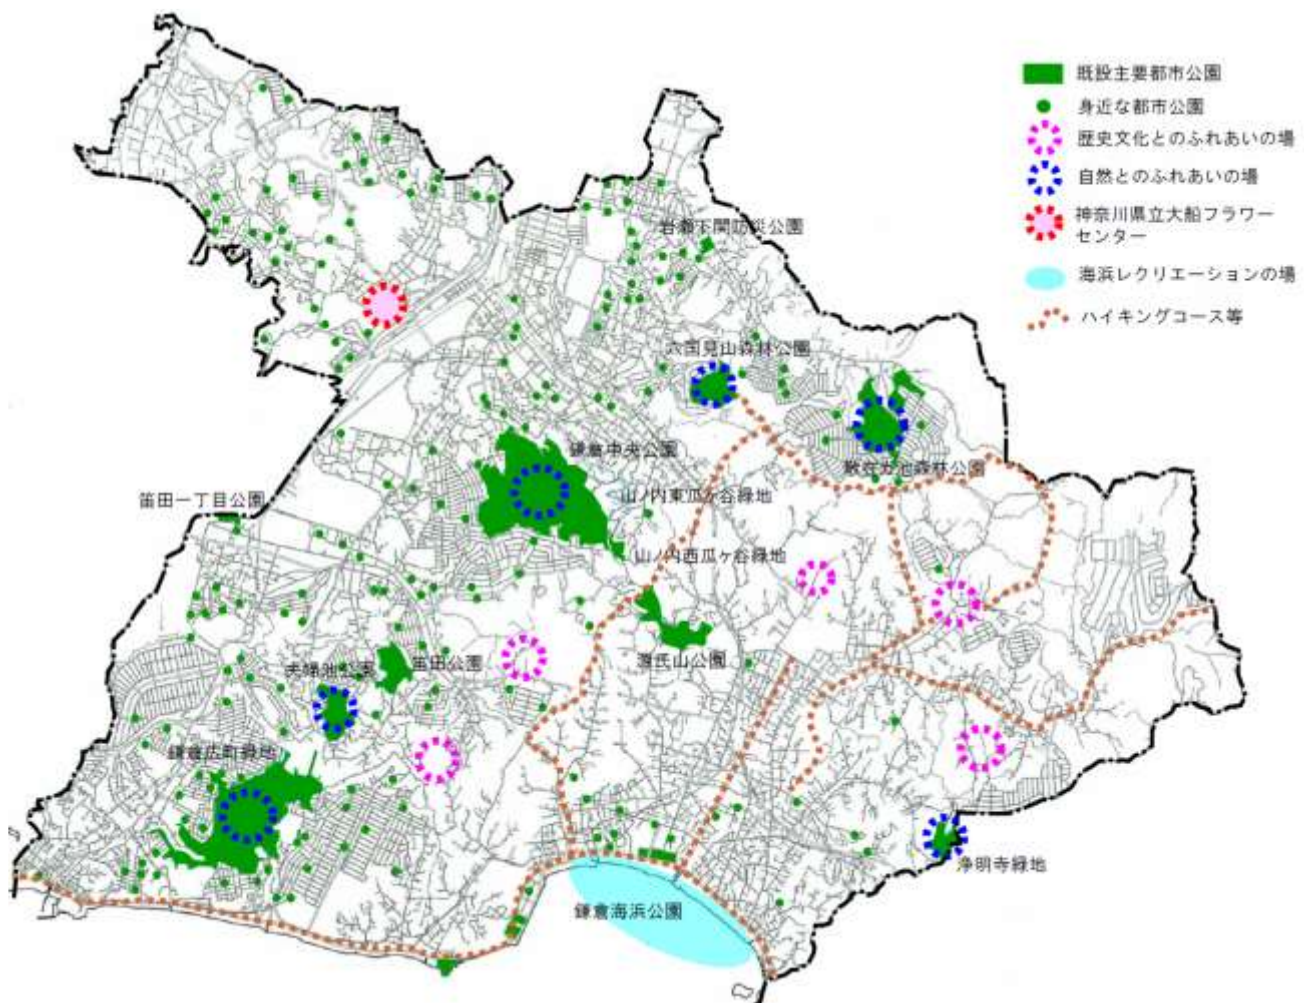 既設主要都市公園
身近な都市公園
歴史文化とのふれあいの場
自然とのふれあいの場
神奈川県立大船フラワー
センター
海浜レクリエーションの場
ハイキングコース等
岩瀬下関防災公園
六国見山森林公園
鎌倉中央公園
散在ガ池森林公園
山ノ内東瓜ヶ谷緑地
笛田一丁目公園
山ノ内西瓜ヶ谷緑地
源氏山公園
笛田公園
夫婦池公園
鎌倉広町緑地
浄明寺緑地
鎌倉海浜公園